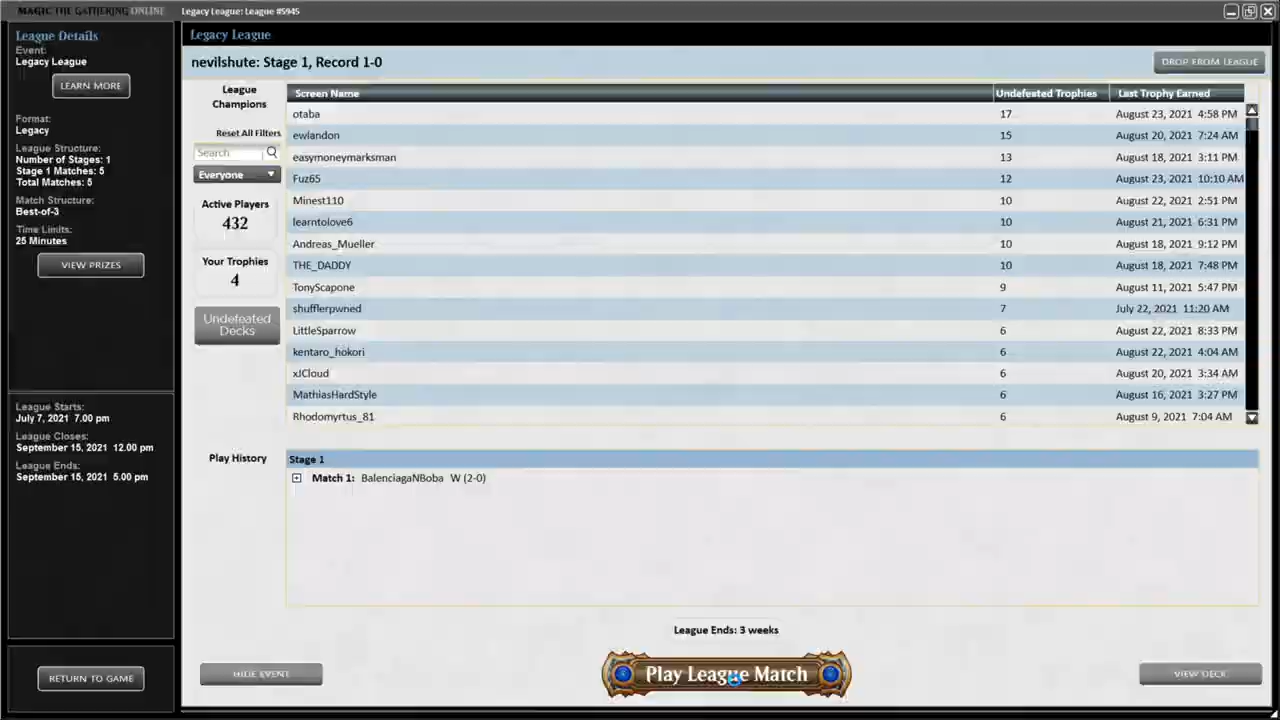 MAGIC THE GATHERING ONLINE Legacy League: League #5945
League Details
Event:
Legacy League
LEARN MORE
Format:
Legacy
League Structure:
Number of Stages: 1
Stage 1 Matches: 5
Total Matches: 5
Match Structure:
Best-of-3
Time Limits:
25 Minutes
VIEW PRIZES
League Starts:
July 7, 2021 7.00 pm
League Closes:
September 15, 2021 12.00 pm
League Ends:
September 15, 2021 5.00 pm
RETURN TO GAME
Legacy League
nevilshute: Stage 1, Record 1-0
DROP FROM LEAGUE
League
Champions
Reset All Filters
Search
Everyone
Active Players
432
Your Trophies
4
Undefeated
Decks
Screen Name Undefeated Trophies Last Trophy Earned
otaba 17 August 23, 2021 4:58 PM
ewlandon 15 August 20, 2021 7:24 AM
easymoneymarksman 13 August 18, 2021 3:11 PM
Fuz65 12 August 23, 2021 10:10 AM
Minest110 10 August 22, 2021 2:51 PM
learntolove6 10 August 21, 2021 6:31 PM
Andreas_Mueller 10 August 18, 2021 9:12 PM
THE_DADDY 10 August 18, 2021 7:48 PM
TonyScapone 9 August 11, 2021 5:47 PM
shufflerpwned 7 July 22, 2021 11:20 AM
LittleSparrow 6 August 22, 2021 8:33 PM
kentaro_hokori 6 August 22, 2021 4:04 AM
xJCloud 6 August 20, 2021 3:34 AM
MathiasHardStyle 6 August 16, 2021 3:27 PM
Rhodomyrtus_81 6 August 9, 2021 7:04 AM
Play History
Stage 1
Match 1: BalenciagaNBoba W (2-0)
League Ends: 3 weeks
HIDE EVENT
Play League Match
VIEW DECK